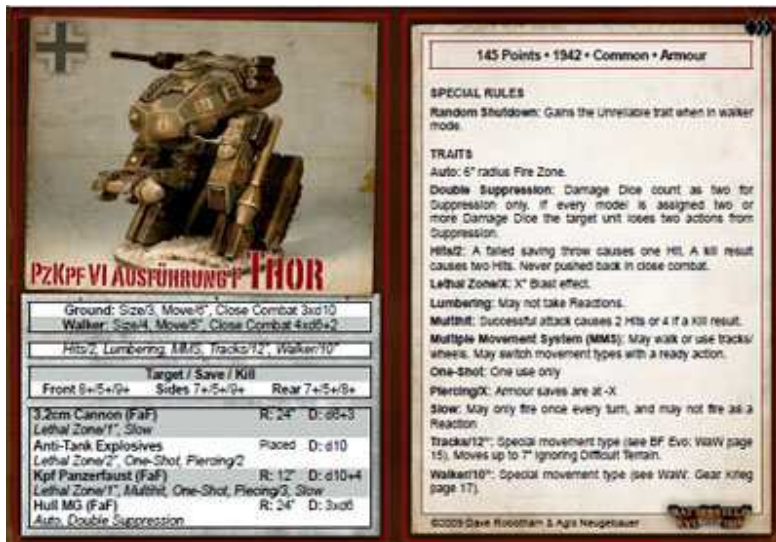 PzKpf VI Ausführung F THOR
Ground: Size/3, Move/6", Close Combat 3xd10
Walker: Size/4, Move/5", Close Combat 4xd6+2
Hits/2, Lumbering, MMS, Tracks/12", Walker/10"
Target / Save / Kill
Front 8+/5+/9+ Sides 7+/5+/9+ Rear 7+/5+/8+
3.2cm Cannon (FaF) R: 24" D: d6+3
Lethal Zone/1", Slow
Anti-Tank Explosives Placed D: d10
Lethal Zone/2", One-Shot, Piercing/2
Kpf Panzerfaust (FaF) R: 12" D: d10+4
Lethal Zone/1", Multihit, One-Shot, Piecing/3, Slow
Hull MG (FaF) R: 24" D: 3xd6
Auto, Double Suppression
145 Points • 1942 • Common • Armour
SPECIAL RULES
Random Shutdown: Gains the Unreliable trait when in walker
mode.
TRAITS
Auto: 6" radius Fire Zone.
Double Suppression: Damage Dice count as two for
Suppression only. If every model is assigned two or
more Damage Dice the target unit loses two actions from
Suppression.
Hits/2: A failed saving throw causes one Hit. A kill result
causes two Hits. Never pushed back in close combat.
Lethal Zone/X: X" Blast effect.
Lumbering: May not take Reactions.
Multihit: Successful attack causes 2 Hits or 4 if a Kill result.
Multiple Movement System (MMS): May walk or use tracks/
wheels. May switch movement types with a ready action.
One-Shot: One use only
Piercing/X: Armour saves are at -X
Slow: May only fire once every turn, and may not fire as a
Reaction
Tracks/12": Special movement type (see BF Evo: WaW page
15), Moves up to 7" Ignoring Difficult Terrain.
Walker/10": Special movement type (see WaW: Gear Krieg
page 17).
BATTLEFIELD
EVOLUTION
©2009 Dave Robotham & Agis Neugebauer